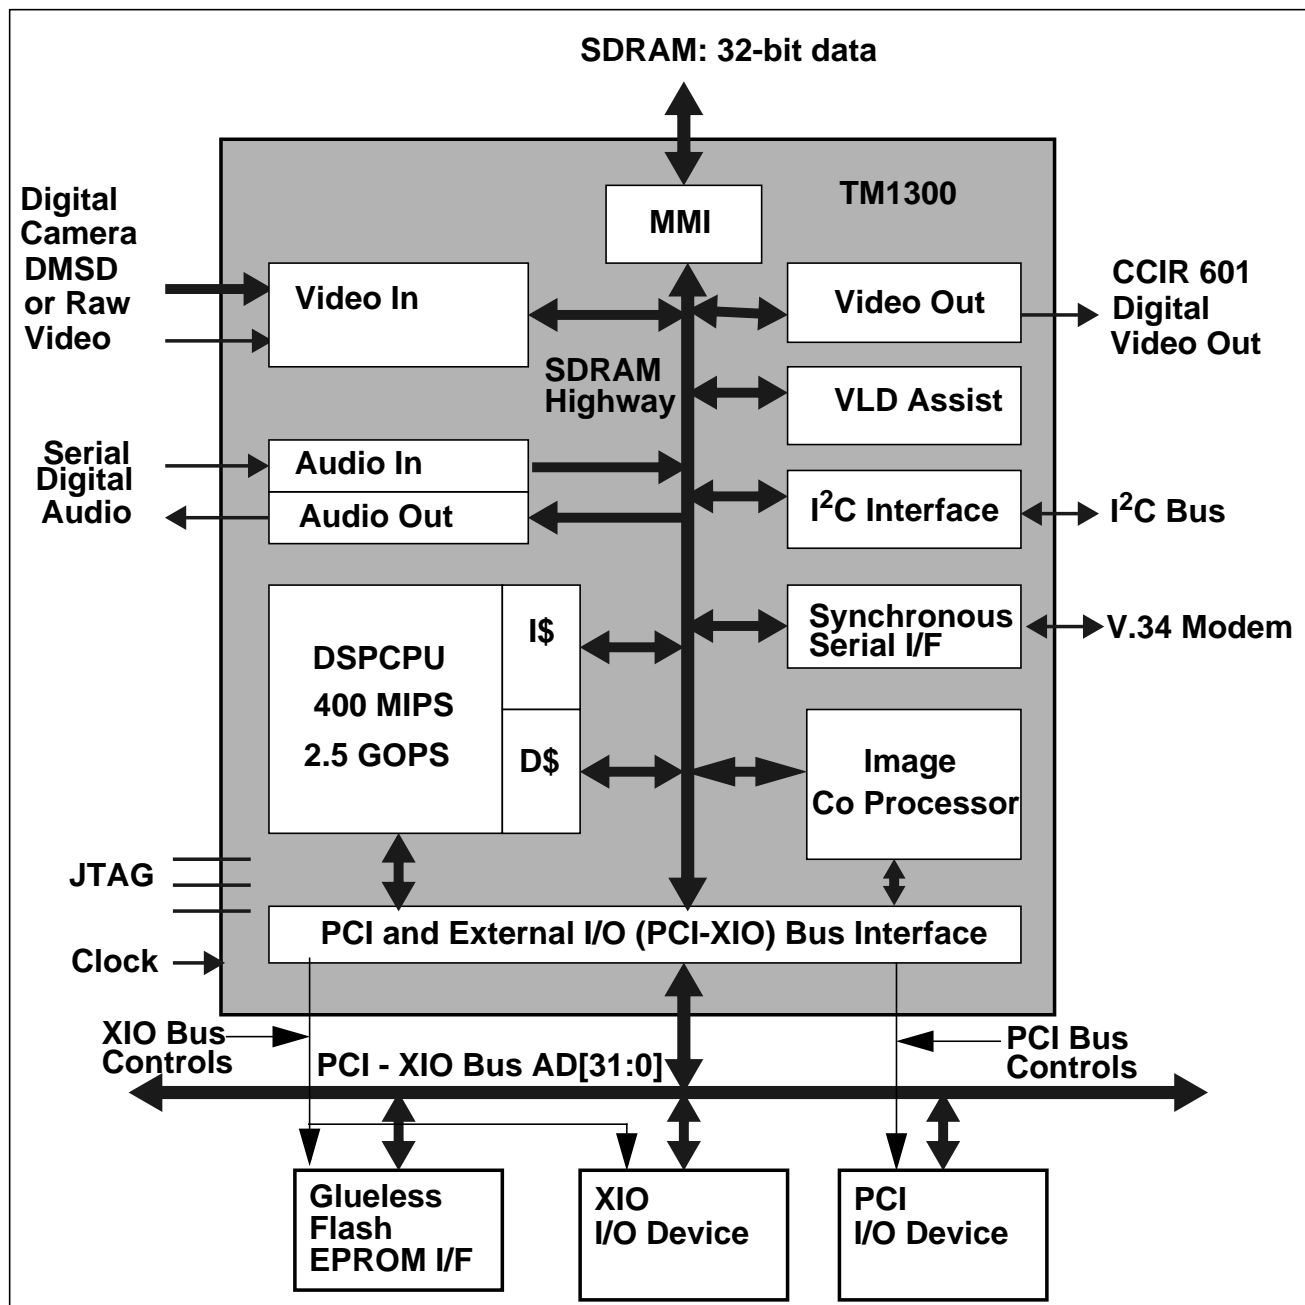 SDRAM: 32-bit data
TM1300
MMI
Digital
Camera
DMSD
or Raw
Video
Video In
Video Out
CCIR 601
Digital
Video Out
SDRAM
Highway
VLD Assist
Serial
Digital
Audio
Audio In
Audio Out
I²C Interface
I²C Bus
DSPCPU
400 MIPS
2.5 GOPS
I$
D$
Synchronous
Serial I/F
V.34 Modem
Image
Co Processor
JTAG
PCI and External I/O (PCI-XIO) Bus Interface
Clock
XIO Bus
Controls
PCI - XIO Bus AD[31:0]
PCI Bus
Controls
Glueless
Flash
EPROM I/F
XIO
I/O Device
PCI
I/O Device